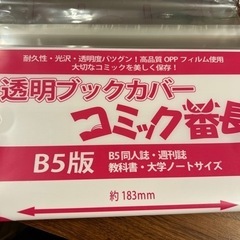 耐久性・光沢・透明度バツグン！高品質OPPフィルム使用
大切なコミックを美しく保存！
透明ブックカバー
コミック番長
B5版
B5同人誌・週刊誌
教科書・大学ノートサイズ
約183mm